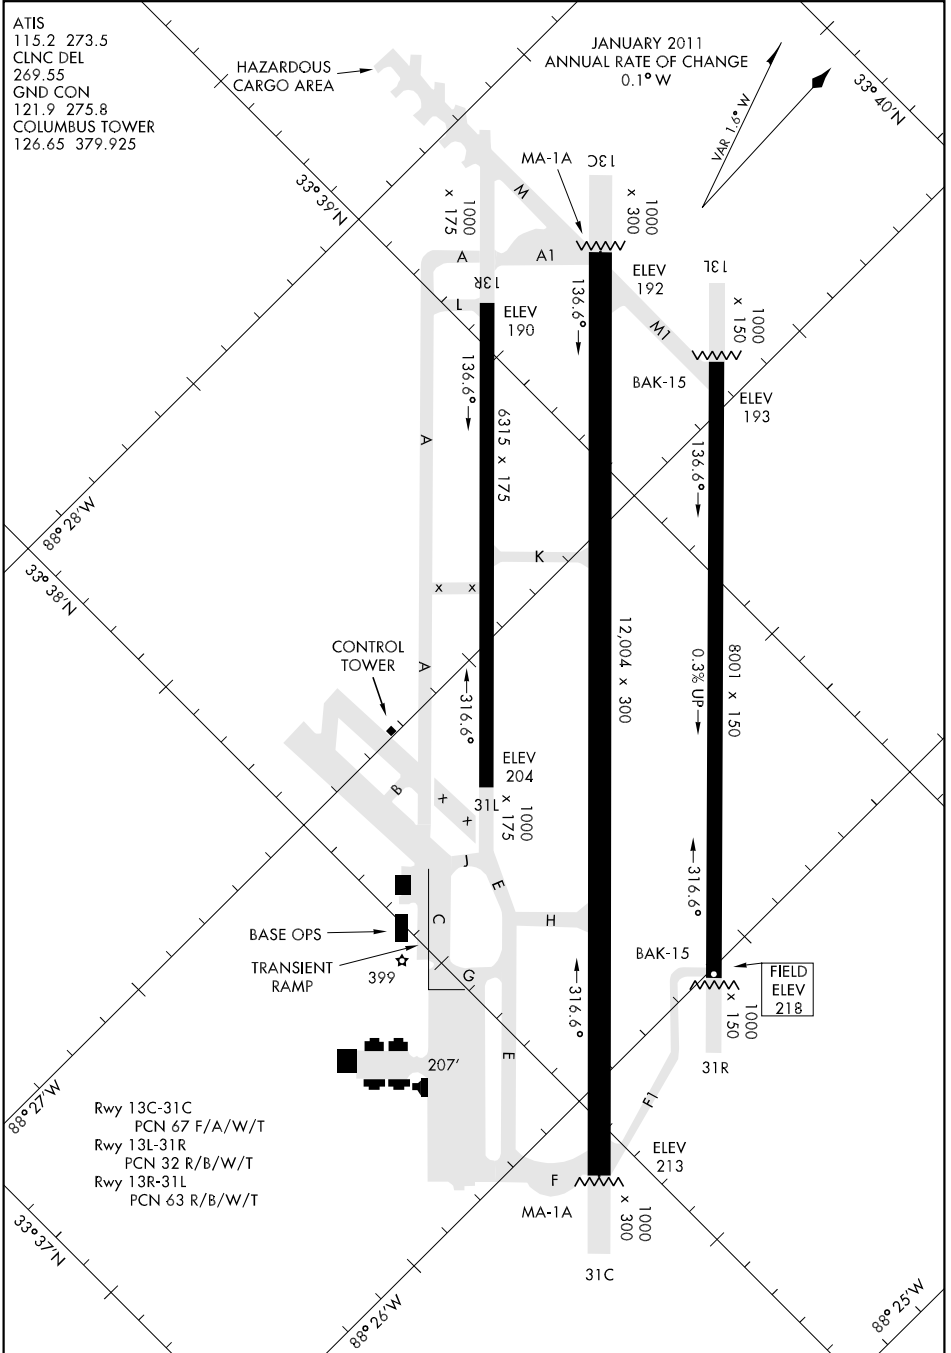 ATIS
115.2 273.5
CLNC DEL
269.55
GND CON
121.9 275.8
COLUMBUS TOWER
126.65 379.925
HAZARDOUS
CARGO AREA
JANUARY 2011
ANNUAL RATE OF CHANGE
0.1° W
VAR 1.6° W
33° 40'N
33° 39'N
MA-1A
13C
W
1000
x 175
1000
x 300
A
A1
13L
ELEV
192
13R
L
ELEV
190
136.6°
W1
1000
x 150
BAK-15
ELEV
193
136.6°
136.6°
6315 x 175
A
88° 28'W
33° 38'N
K
x
x
CONTROL
TOWER
A
12,004 x 300
8001 x 150
0.3% UP
316.6°
ELEV
204
B
x
x
31L
1000
x 175
J
E
316.6°
C
H
BASE OPS
TRANSIENT
RAMP
399
G
BAK-15
FIELD
ELEV
218
316.6°
1000
x 150
31R
E
207'
F1
88° 27'W
Rwy 13C-31C
PCN 67 F/A/W/T
Rwy 13L-31R
PCN 32 R/B/W/T
Rwy 13R-31L
PCN 63 R/B/W/T
ELEV
213
F
MA-1A
1000
x 300
31C
33° 37'N
88° 26'W
88° 25'W